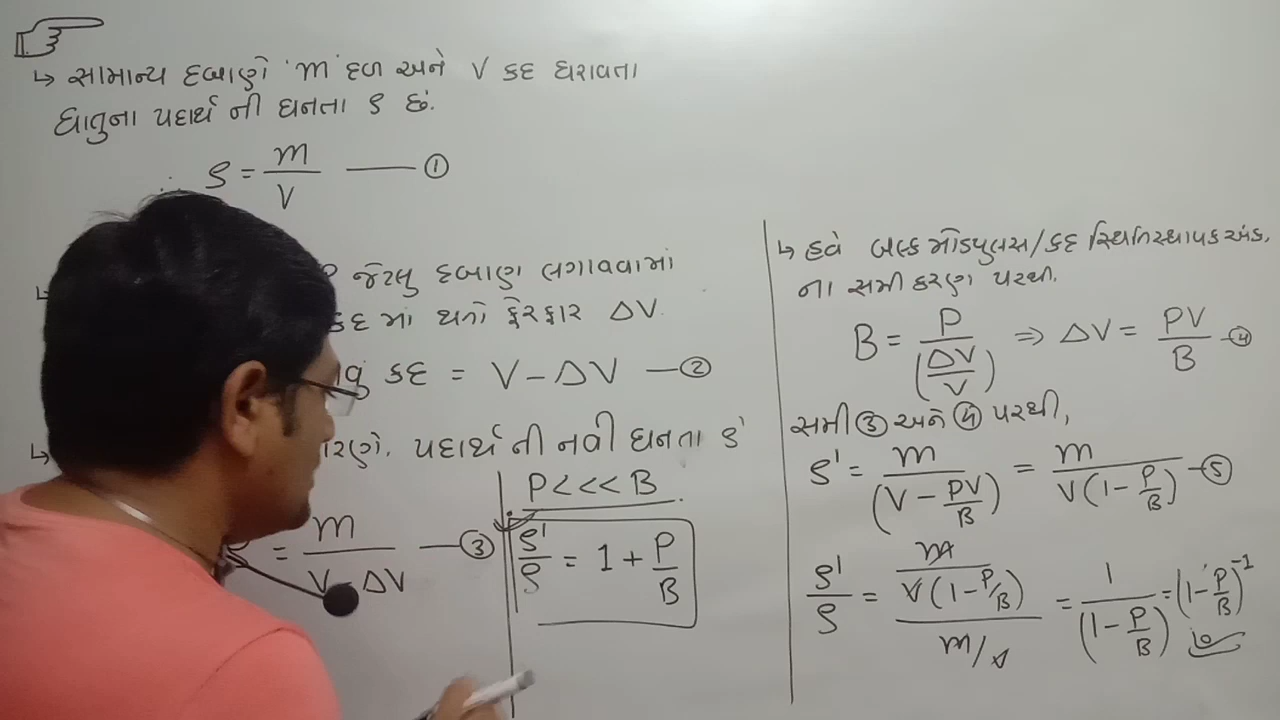 ↳ સામાન્ય દબાણે 'm' દળ અને V કદ ધરાવતા
ધાતુના પદાર્થ ની ઘનતા ρ છે.
∴ ρ = m/V —— ①
P જેટલુ દબાણ લગાવવામાં
કદ માં થતો ફેરફાર ΔV.
કદ = V - ΔV — ②
પદાર્થ ની નવી ઘનતા ρ'
= m/(V - ΔV) —— ③
P<<<B
ρ'/ρ = 1 + P/B
↳ હવે બલ્ક મોડ્યુલસ/કદ સ્થિતિસ્થાપક અંક.
ના સમીકરણ પરથી.
B = P/(ΔV/V) ⇒ ΔV = PV/B - ④
સમી ③ અને ④ પરથી,
ρ' = m/(V - PV/B) = m/V(1 - P/B) - ⑤
ρ'/ρ = (m/V(1 - P/B))/(m/V) = 1/(1 - P/B) = (1 - P/B)^-1